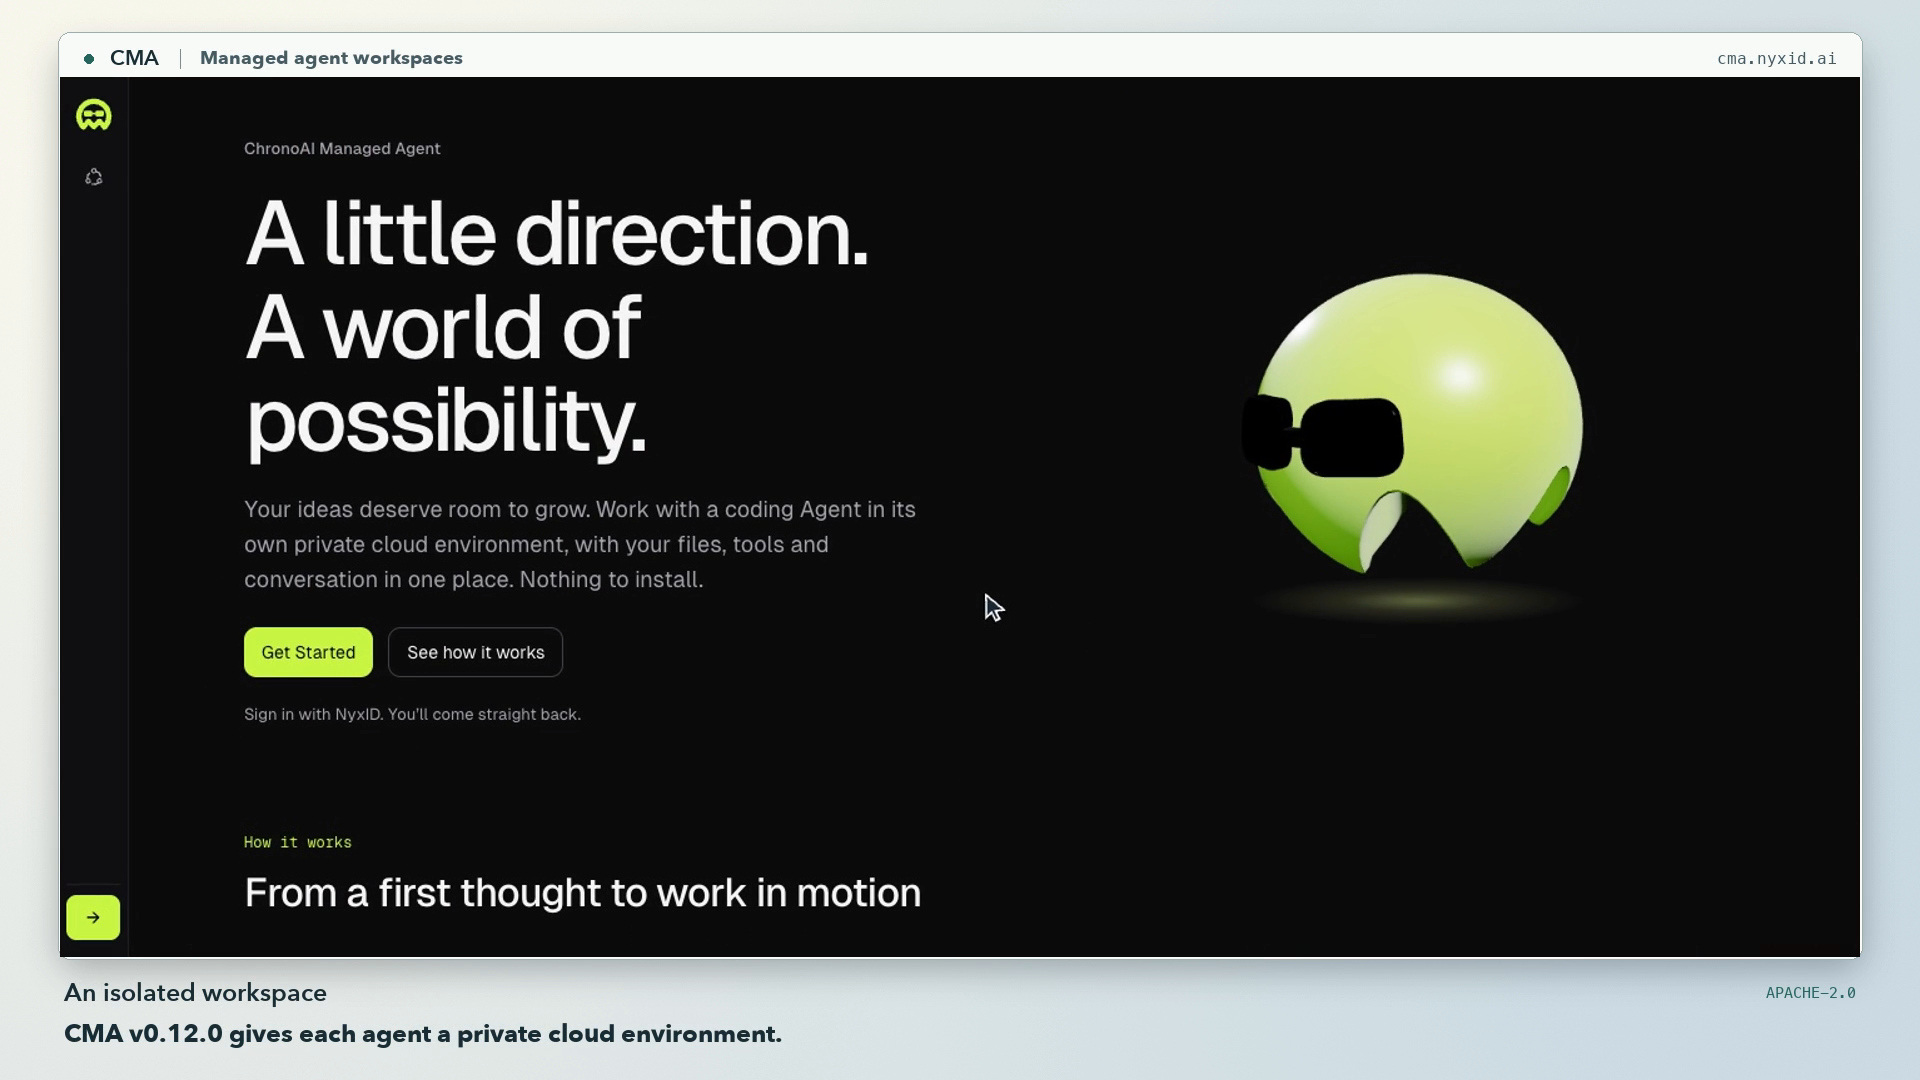 CMA
Managed agent workspaces
cma.nyxid.ai
ChronoAI Managed Agent
A little direction.
A world of
possibility.
Your ideas deserve room to grow. Work with a coding Agent in its
own private cloud environment, with your files, tools and
conversation in one place. Nothing to install.
Get Started
See how it works
Sign in with NyxID. You'll come straight back.
How it works
From a first thought to work in motion
An isolated workspace
APACHE-2.0
CMA v0.12.0 gives each agent a private cloud environment.